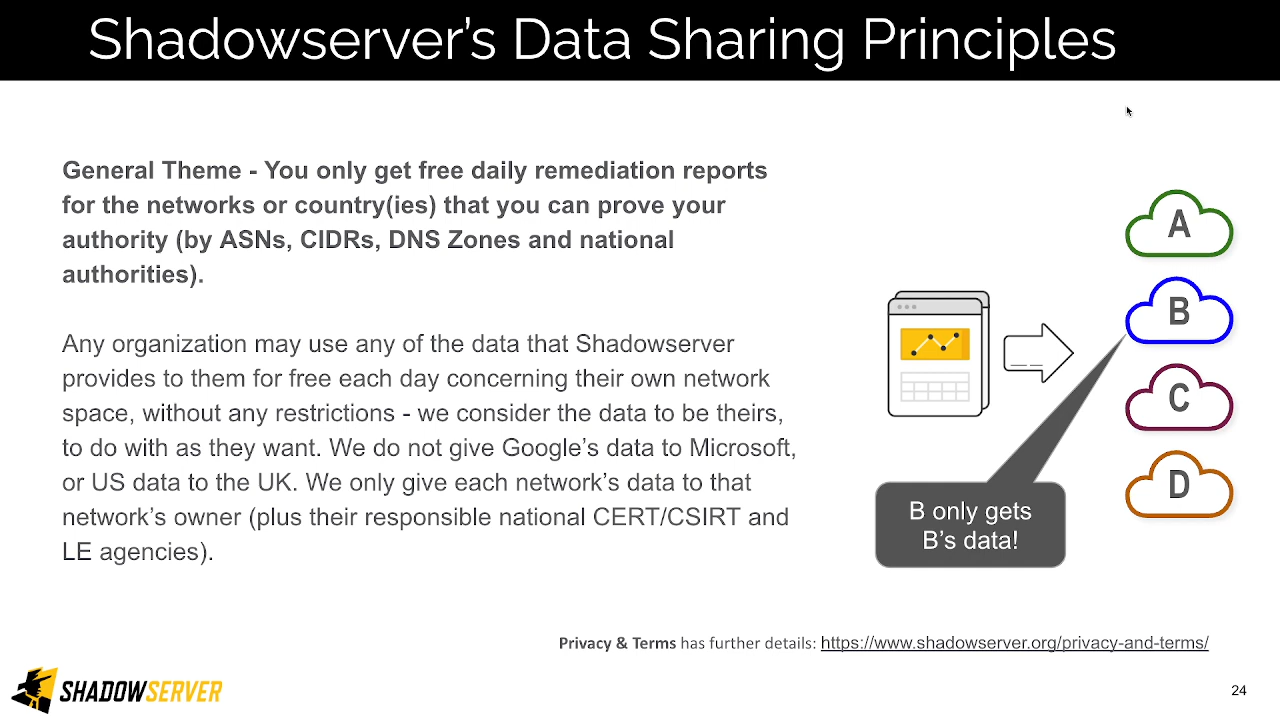 Shadowserver's Data Sharing Principles
General Theme - You only get free daily remediation reports
for the networks or country(ies) that you can prove your
authority (by ASNs, CIDRs, DNS Zones and national
authorities).
Any organization may use any of the data that Shadowserver
provides to them for free each day concerning their own network
space, without any restrictions - we consider the data to be theirs,
to do with as they want. We do not give Google's data to Microsoft,
or US data to the UK. We only give each network's data to that
network's owner (plus their responsible national CERT/CSIRT and
LE agencies).
A
B
C
D
B only gets
B's data!
Privacy & Terms has further details: https://www.shadowserver.org/privacy-and-terms/
SHADOWSERVER
24